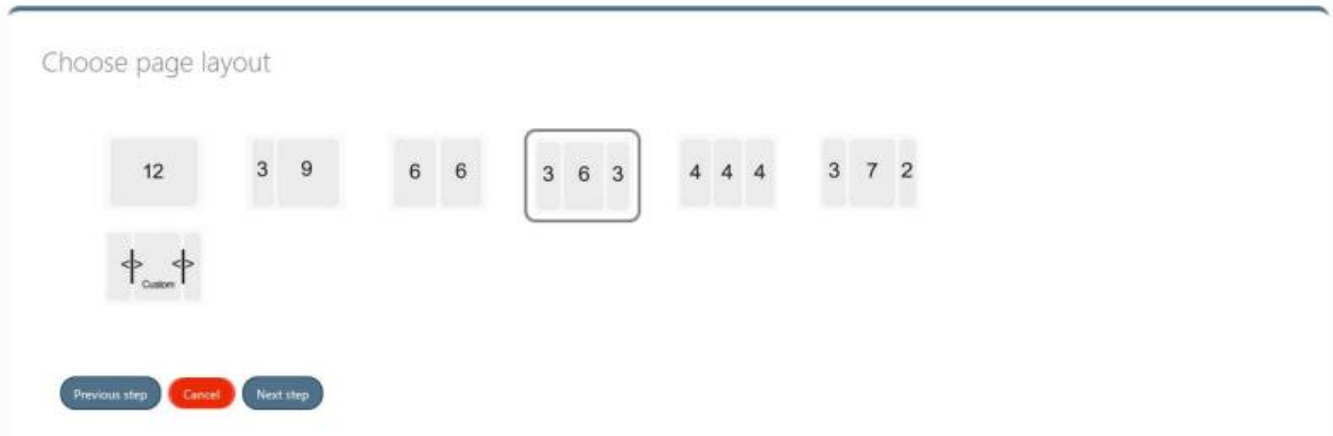 Choose page layout
12
3 9
6 6
3 6 3
4 4 4
3 7 2
<|> Custom <|>
Previous step
Cancel
Next step